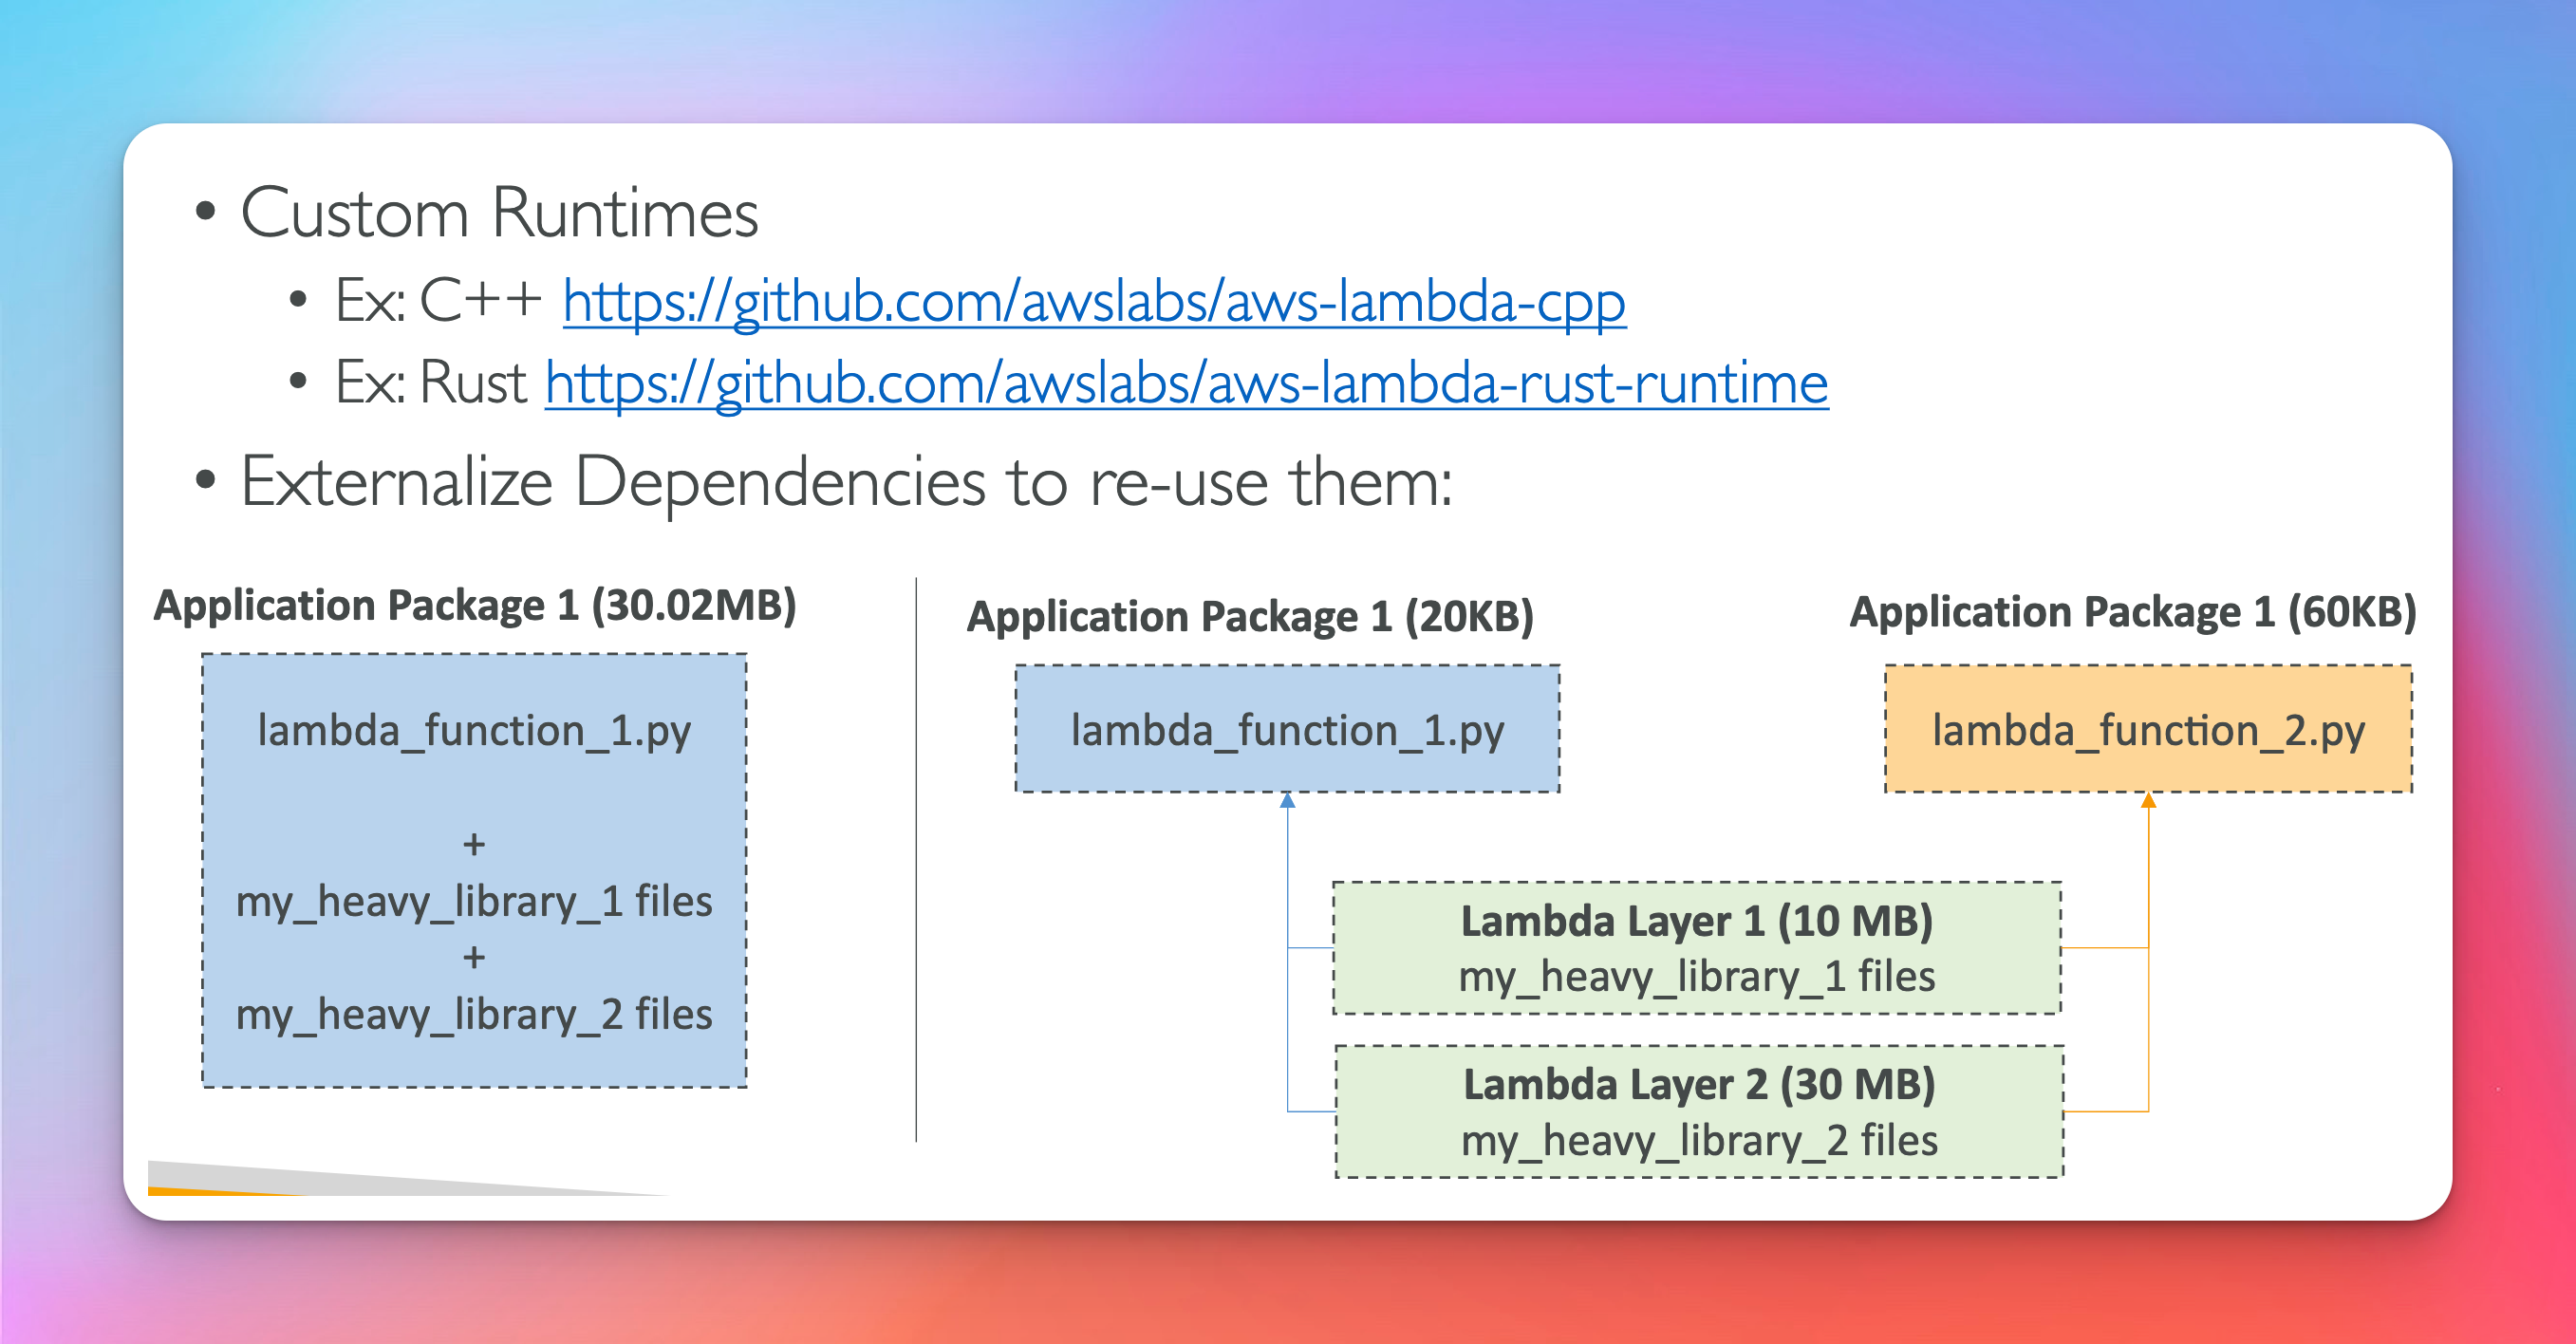 • Custom Runtimes
• Ex: C++ https://github.com/awslabs/aws-lambda-cpp
• Ex: Rust https://github.com/awslabs/aws-lambda-rust-runtime
• Externalize Dependencies to re-use them:
Application Package 1 (30.02MB)
lambda_function_1.py
+
my_heavy_library_1 files
+
my_heavy_library_2 files
Application Package 1 (20KB)
lambda_function_1.py
Application Package 1 (60KB)
lambda_function_2.py
Lambda Layer 1 (10 MB)
my_heavy_library_1 files
Lambda Layer 2 (30 MB)
my_heavy_library_2 files